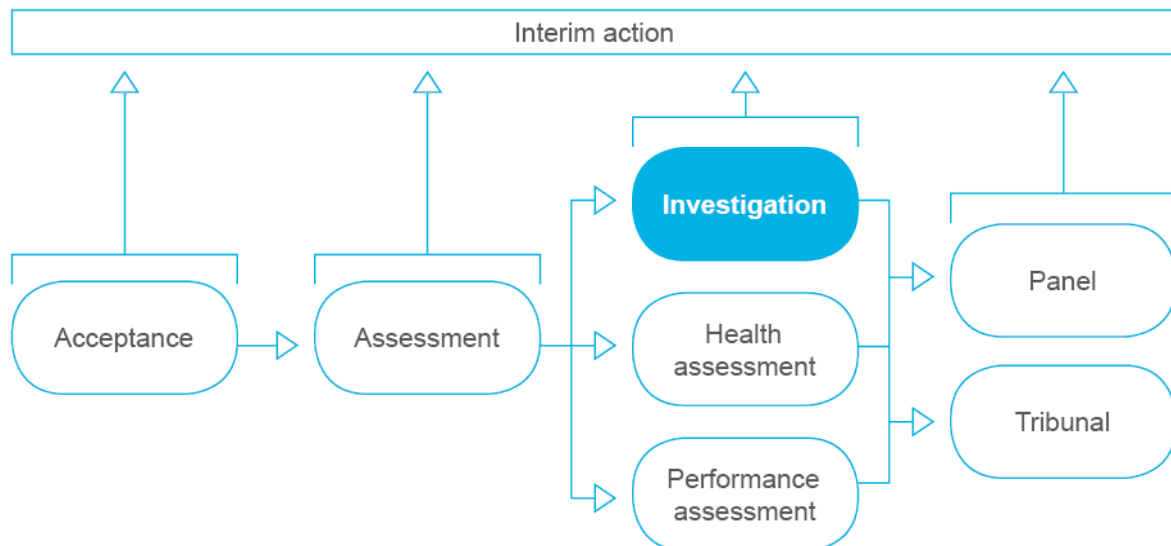 Interim action
Acceptance
Assessment
Investigation
Health
assessment
Performance
assessment
Panel
Tribunal